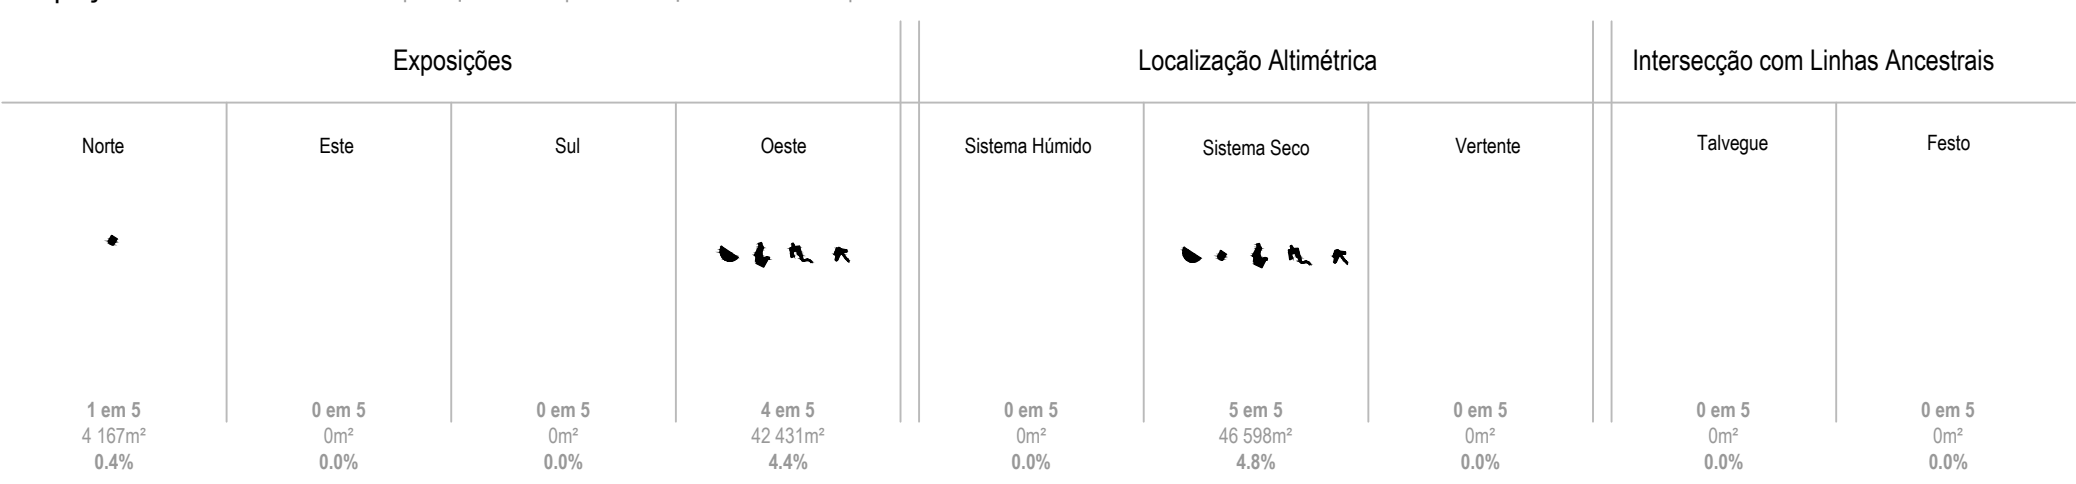 Exposições Localização Altimétrica Intersecção com Linhas Ancestrais
Norte Este Sul Oeste Sistema Húmido Sistema Seco Vertente Talvegue Festo
1 em 5 0 em 5 0 em 5 4 em 5 0 em 5 5 em 5 0 em 5 0 em 5 0 em 5
4 167m² 0m² 0m² 42 431m² 0m² 46 598m² 0m² 0m² 0m²
0.4% 0.0% 0.0% 4.4% 0.0% 4.8% 0.0% 0.0% 0.0%